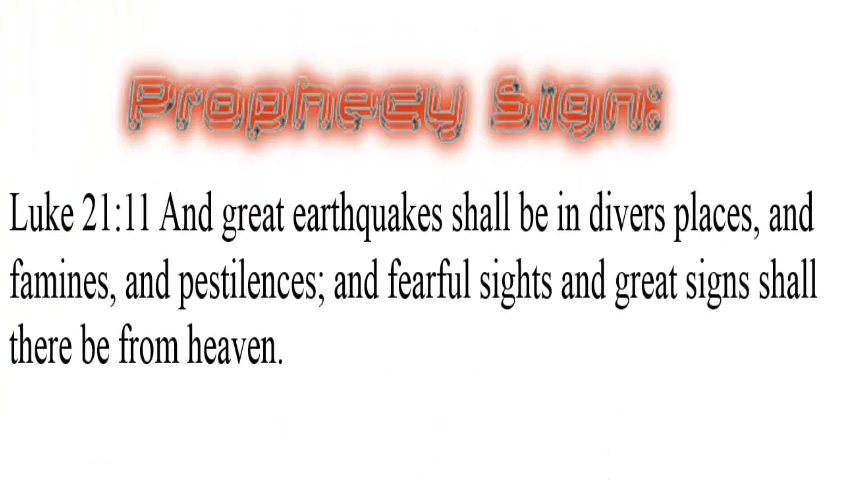 Prophecy Sign:
Luke 21:11 And great earthquakes shall be in divers places, and
famines, and pestilences; and fearful sights and great signs shall
there be from heaven.